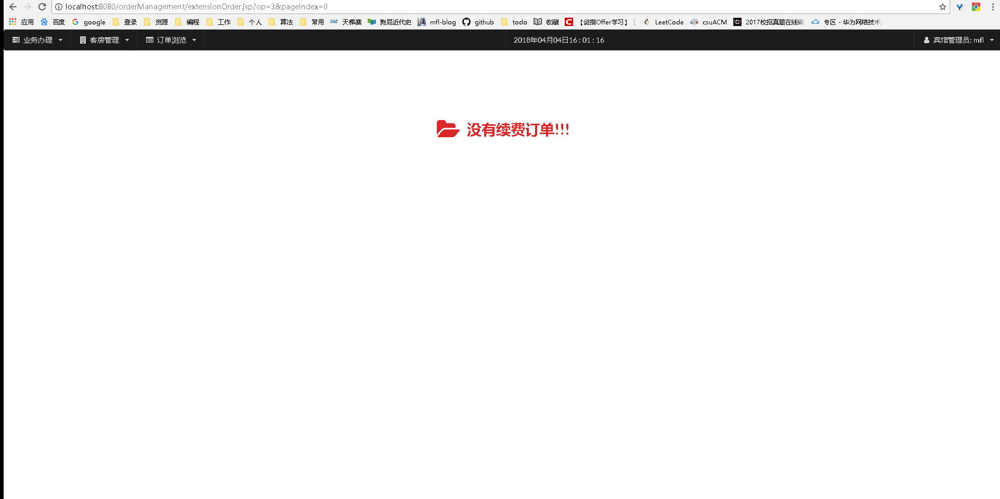 localhost:8080/orderManagement/extensionOrder.jsp?op=3&pageIndex=0
应用 百度 google 登录 资源 编程 工作 个人 算法 常用 PAT 天梯赛 狗屁近代史 mfl-blog github todo 收藏 【剑指Offer学习】 LeetCode csuACM 2017校招真题在线编 专区 - 华为网络技术
业务办理 客房管理 订单浏览 2018年04月04日16 : 01 : 16 宾馆管理员: mfl
没有续费订单!!!